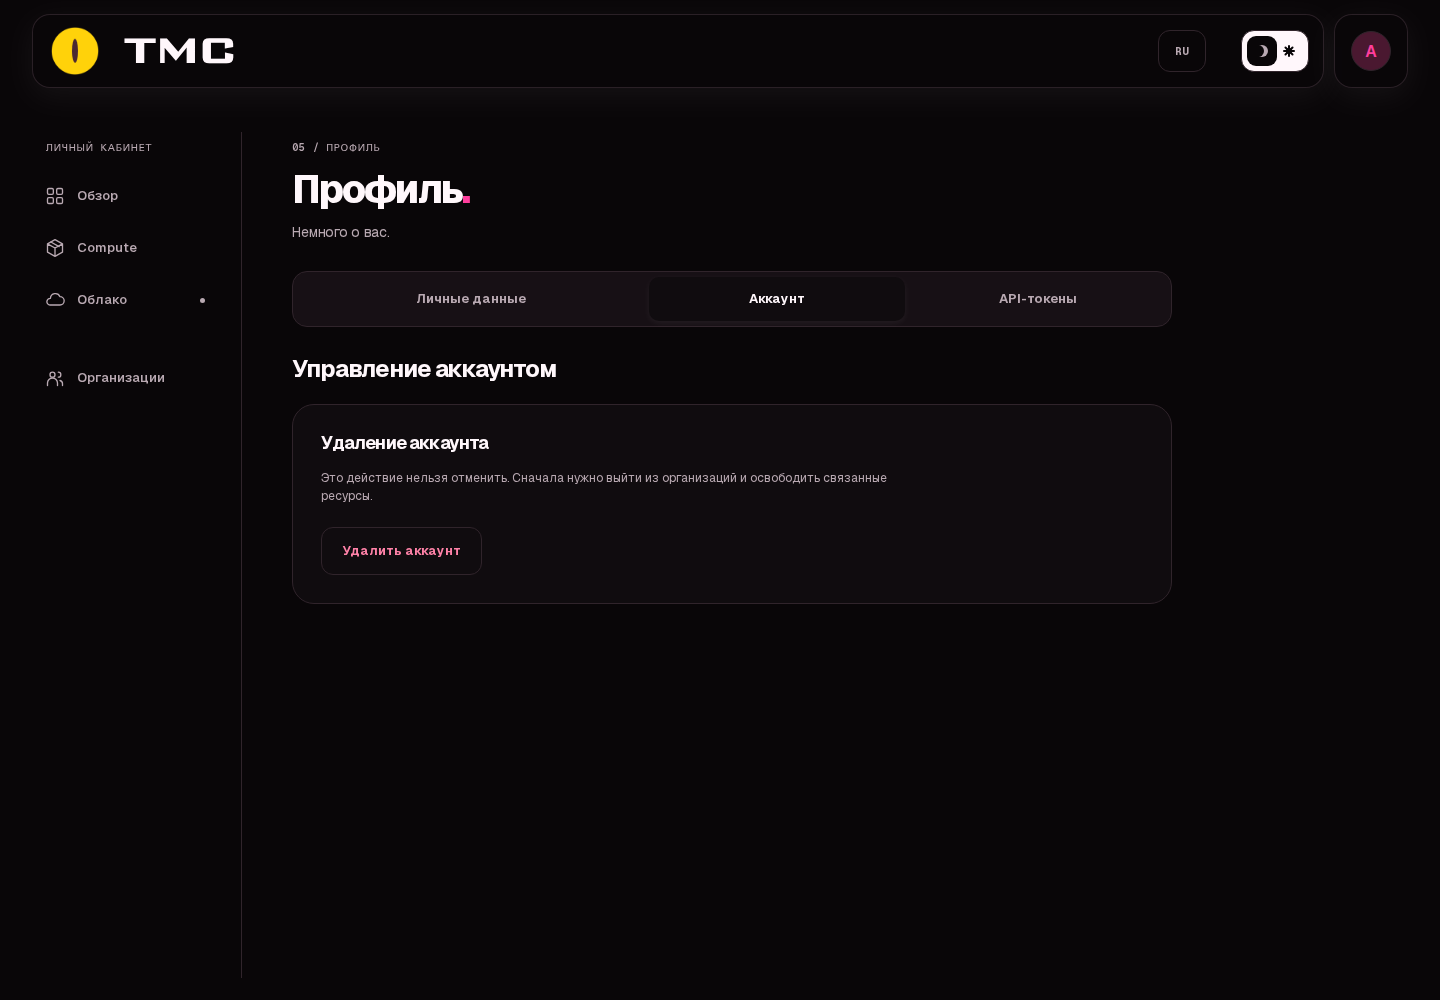 TMC
RU
A
ЛИЧНЫЙ КАБИНЕТ
Обзор
Compute
Облако
Организации
05 / ПРОФИЛЬ
Профиль.
Немного о вас.
Личные данные
Аккаунт
API-токены
Управление аккаунтом
Удаление аккаунта
Это действие нельзя отменить. Сначала нужно выйти из организаций и освободить связанные
ресурсы.
Удалить аккаунт